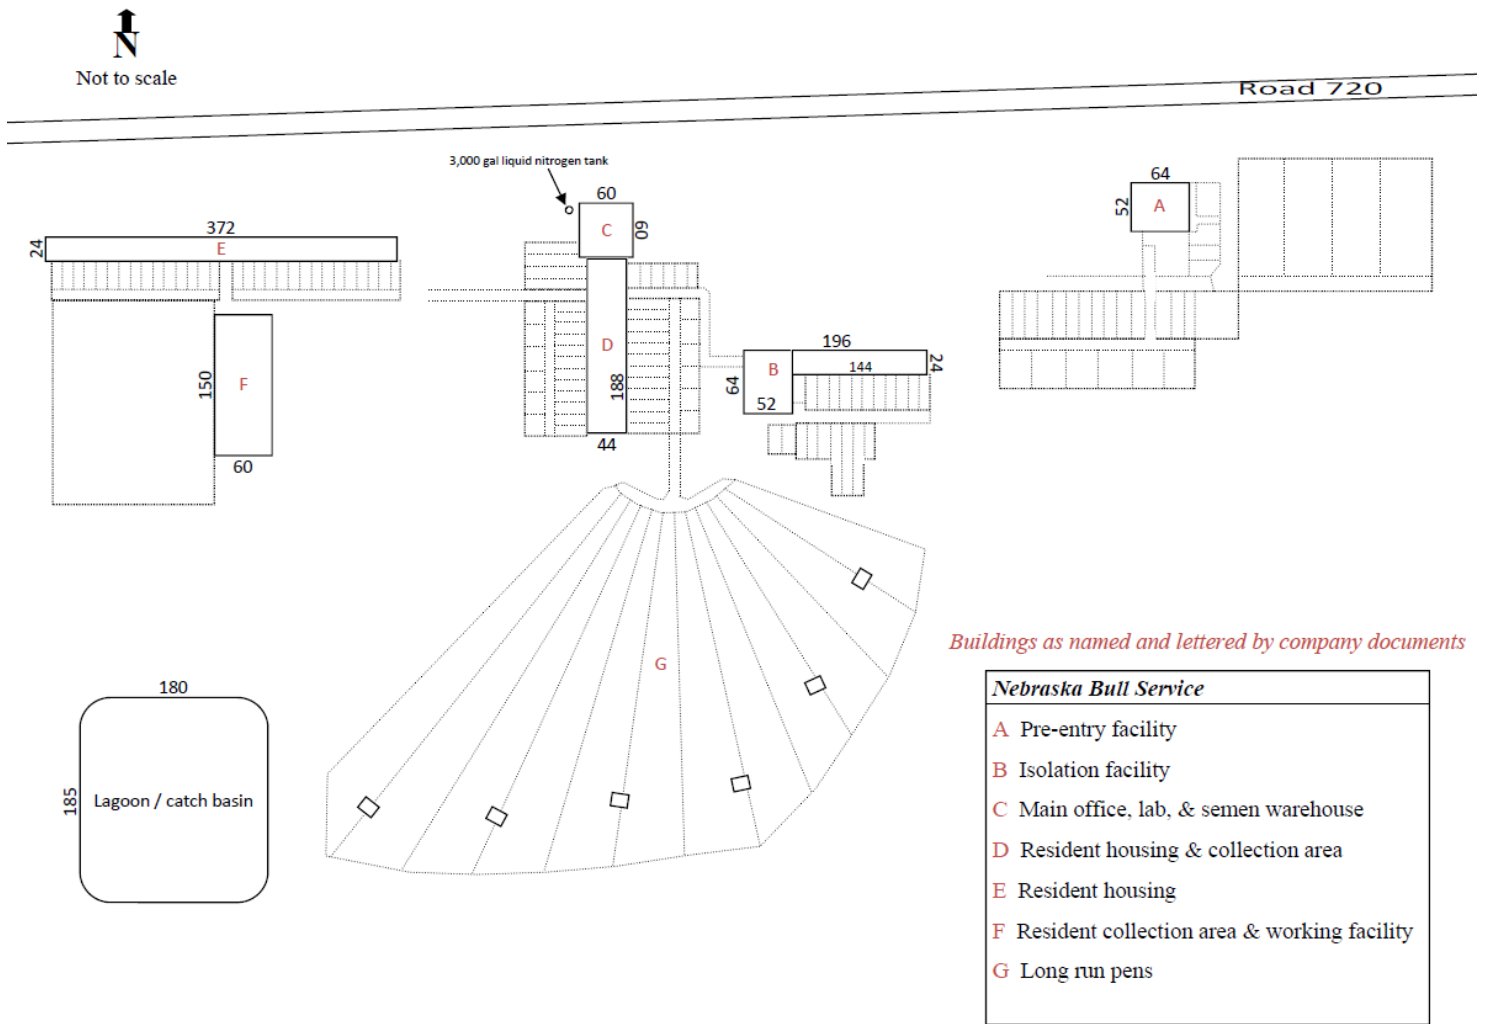 N
Not to scale
Road 720
3,000 gal liquid nitrogen tank
60
C
60
64
52
A
372
24
E
150
F
60
D
188
44
196
144
24
B
64
52
G
180
185
Lagoon / catch basin
Buildings as named and lettered by company documents
Nebraska Bull Service
A Pre-entry facility
B Isolation facility
C Main office, lab, & semen warehouse
D Resident housing & collection area
E Resident housing
F Resident collection area & working facility
G Long run pens